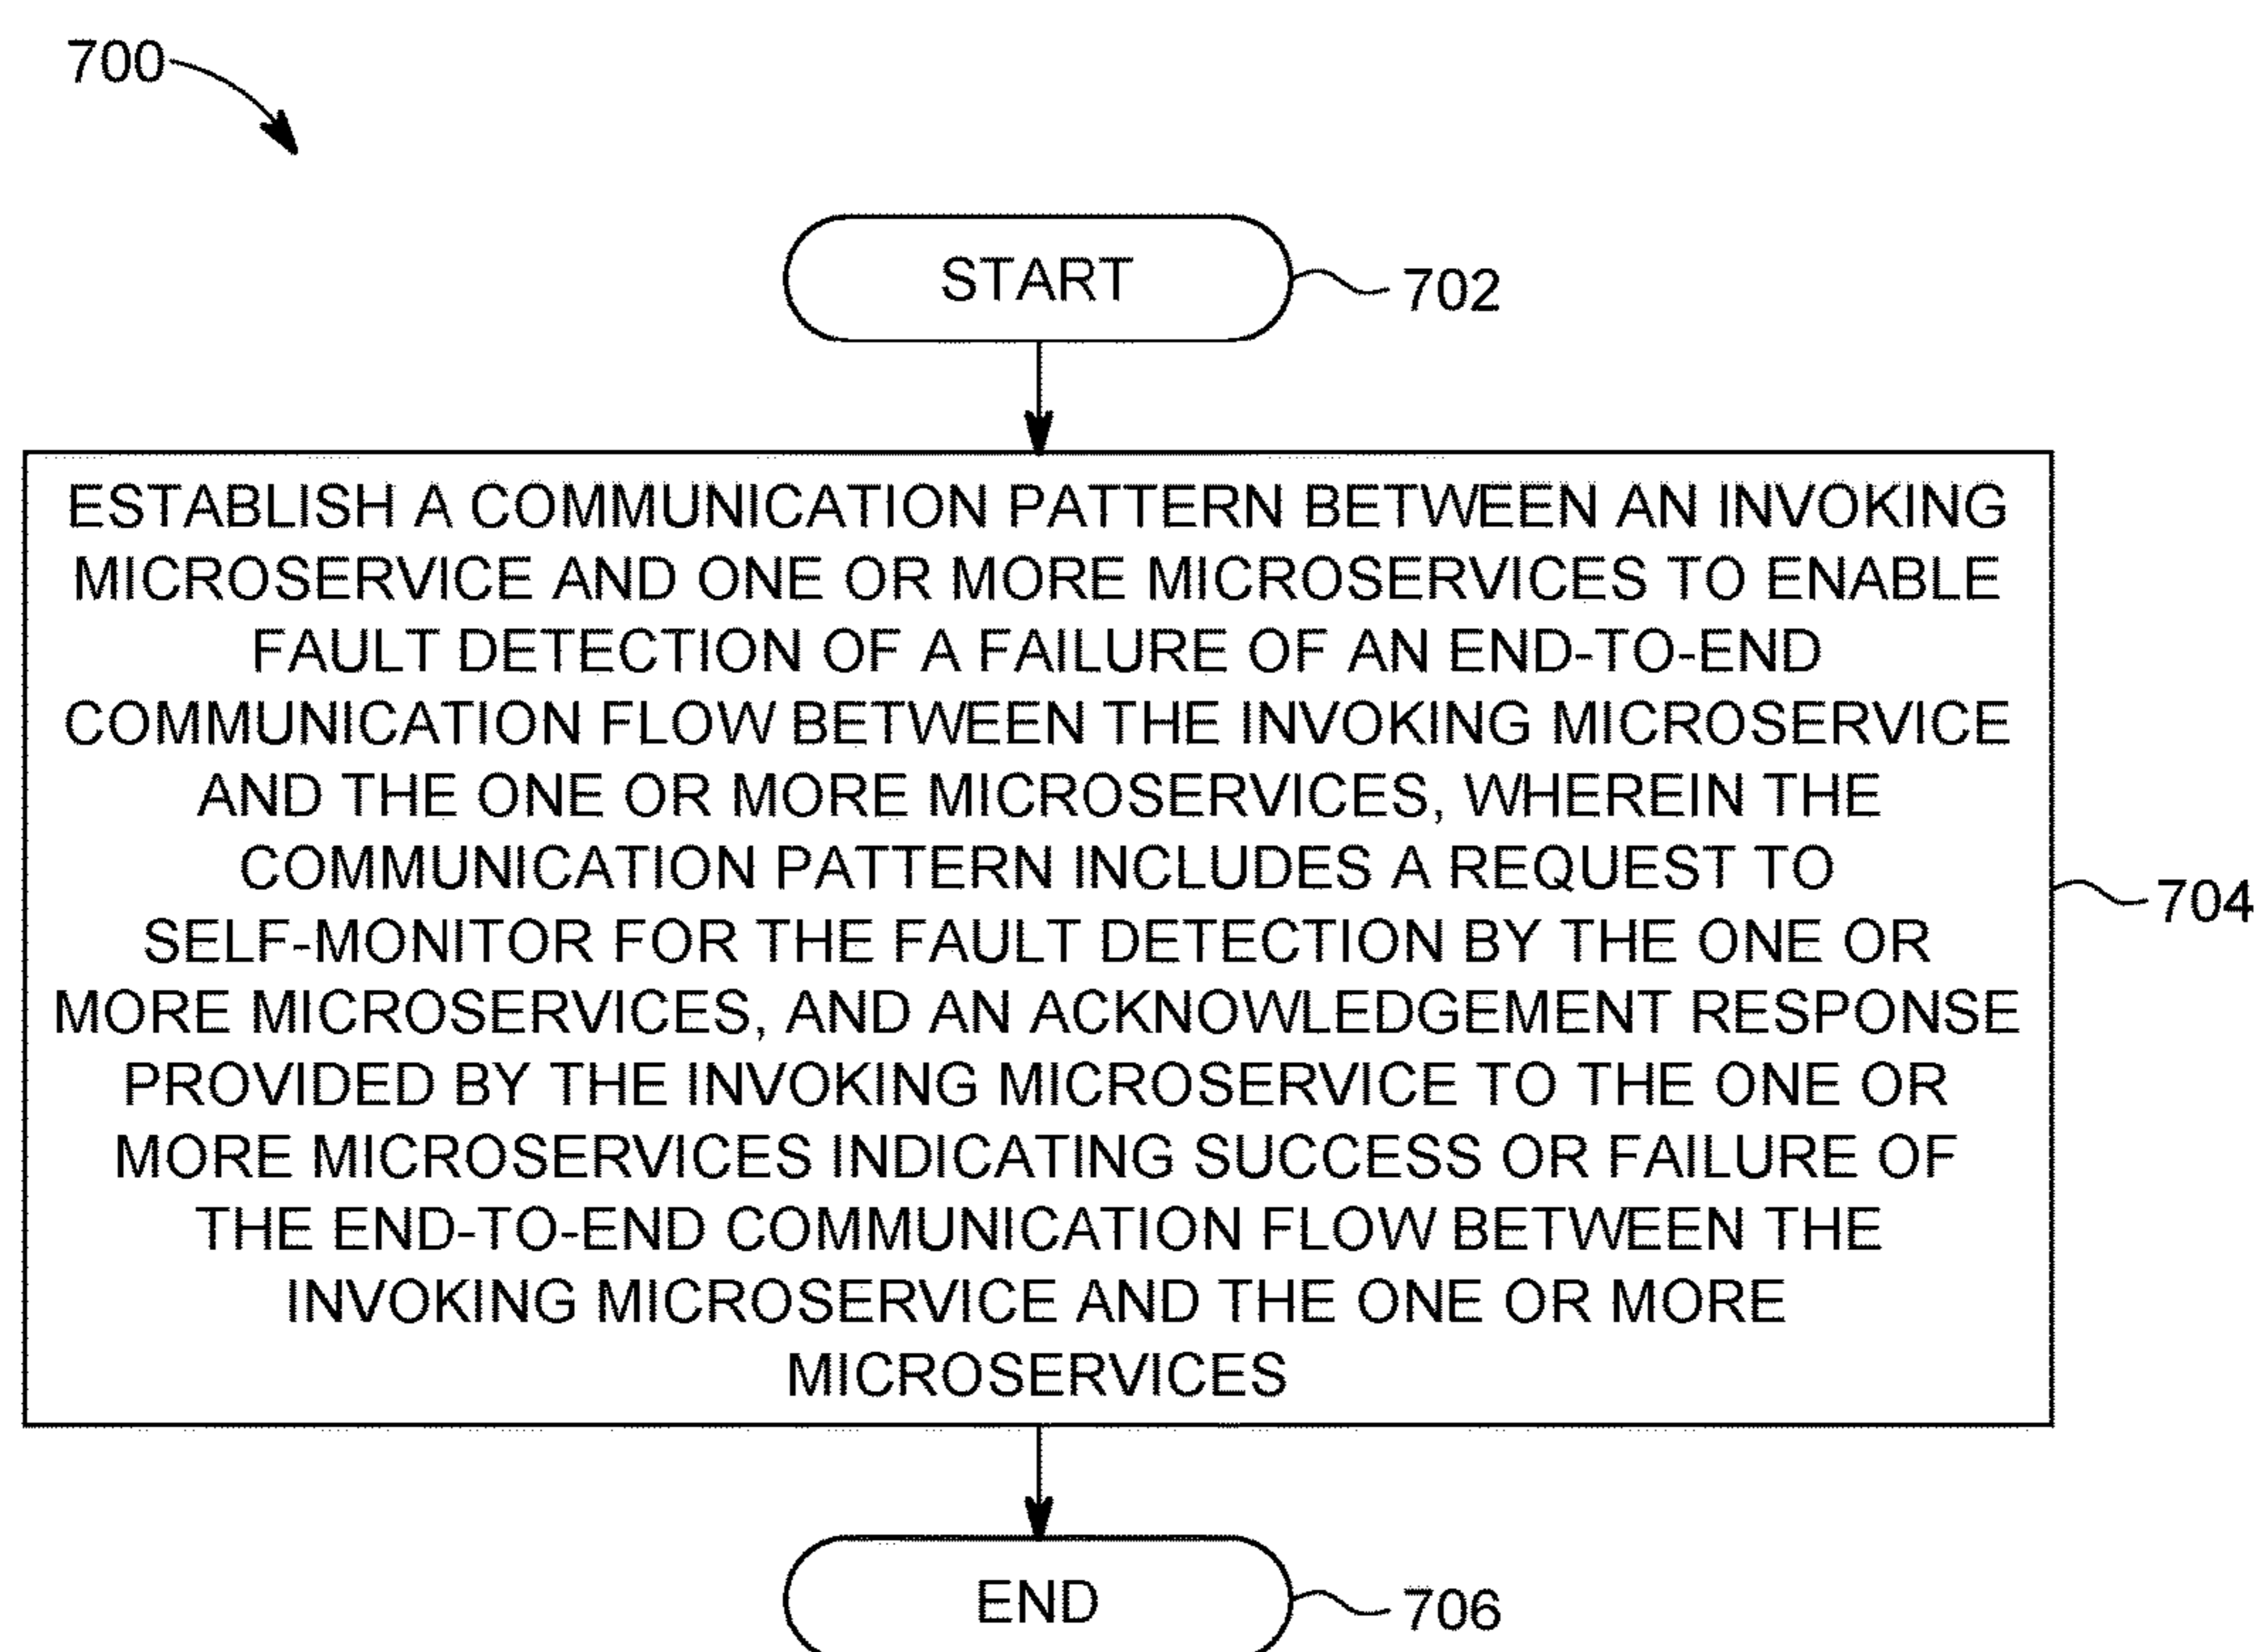 700
START
702
ESTABLISH A COMMUNICATION PATTERN BETWEEN AN INVOKING
MICROSERVICE AND ONE OR MORE MICROSERVICES TO ENABLE
FAULT DETECTION OF A FAILURE OF AN END-TO-END
COMMUNICATION FLOW BETWEEN THE INVOKING MICROSERVICE
AND THE ONE OR MORE MICROSERVICES, WHEREIN THE
COMMUNICATION PATTERN INCLUDES A REQUEST TO
SELF-MONITOR FOR THE FAULT DETECTION BY THE ONE OR
MORE MICROSERVICES, AND AN ACKNOWLEDGEMENT RESPONSE
PROVIDED BY THE INVOKING MICROSERVICE TO THE ONE OR
MORE MICROSERVICES INDICATING SUCCESS OR FAILURE OF
THE END-TO-END COMMUNICATION FLOW BETWEEN THE
INVOKING MICROSERVICE AND THE ONE OR MORE
MICROSERVICES
704
END
706